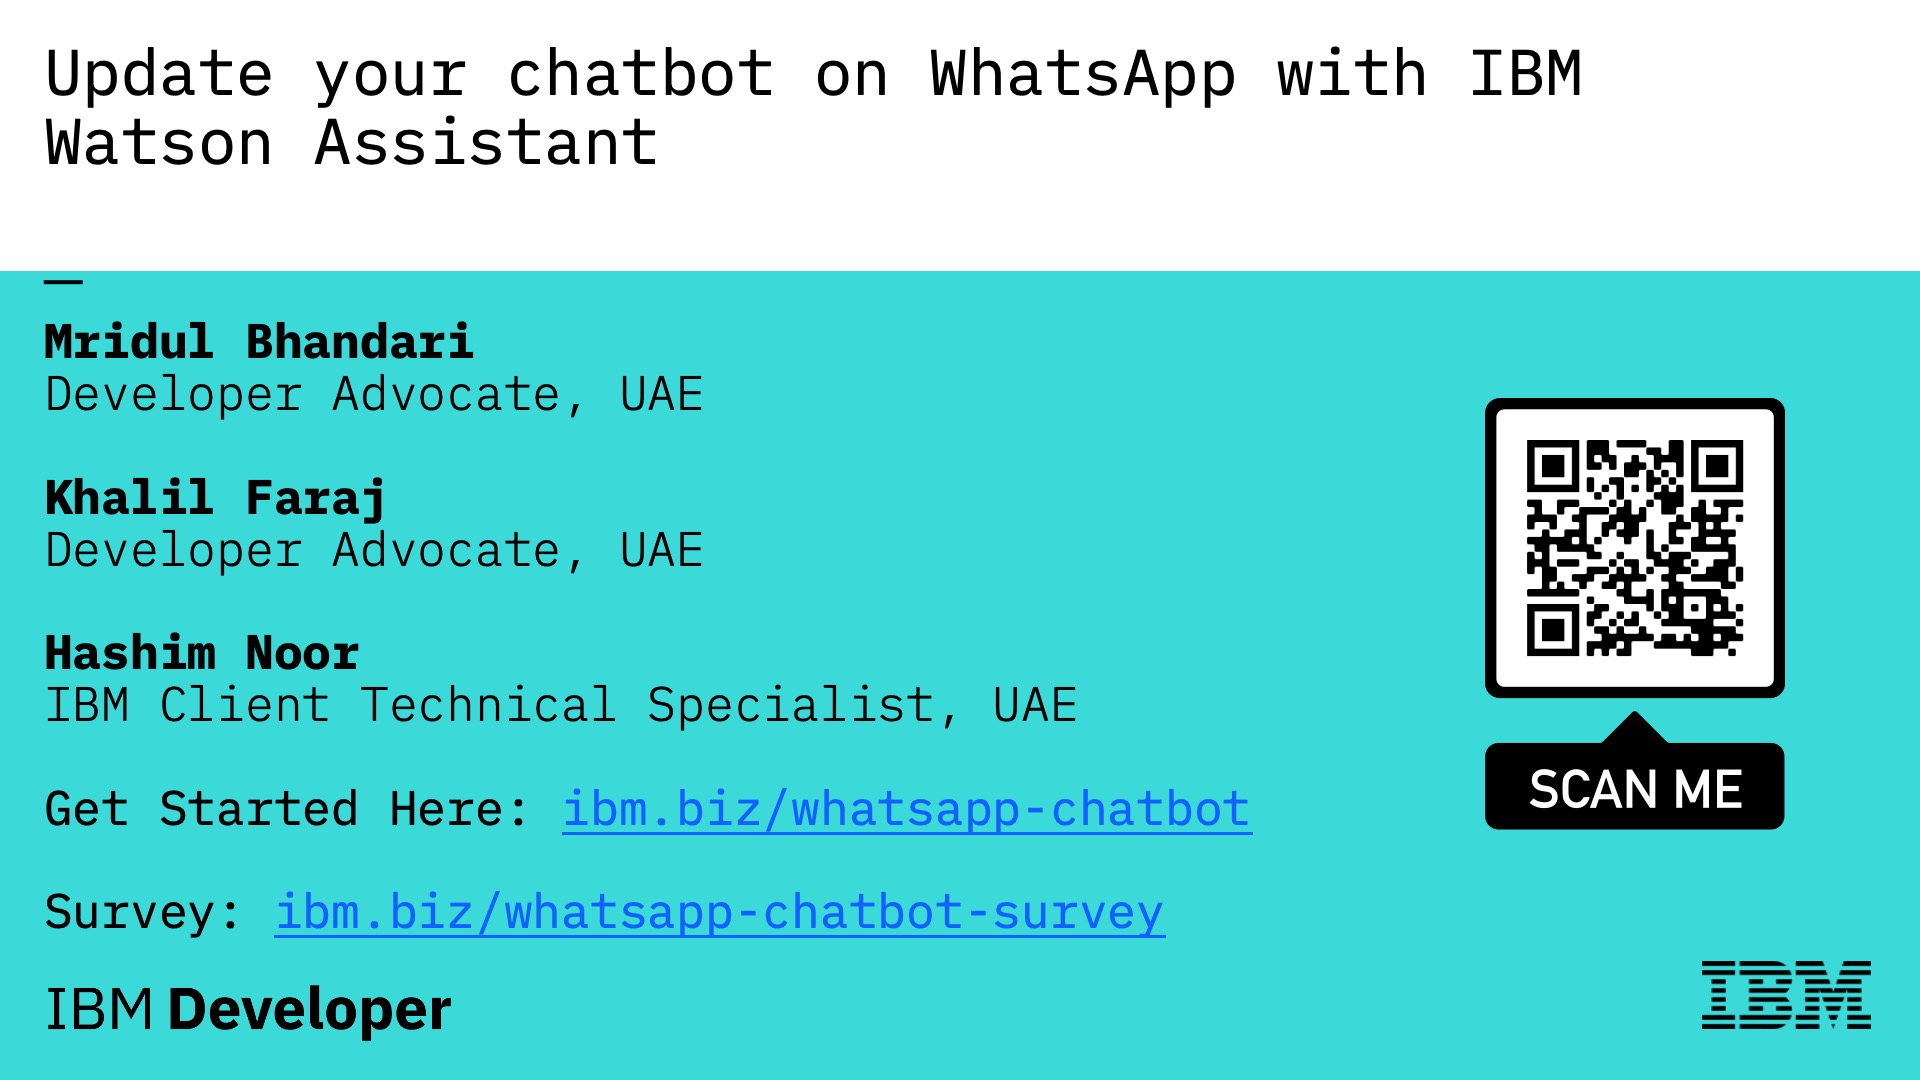 Update your chatbot on WhatsApp with IBM
Watson Assistant
—
Mridul Bhandari
Developer Advocate, UAE
Khalil Faraj
Developer Advocate, UAE
Hashim Noor
IBM Client Technical Specialist, UAE
Get Started Here: ibm.biz/whatsapp-chatbot
Survey: ibm.biz/whatsapp-chatbot-survey
SCAN ME
IBM Developer
IBM